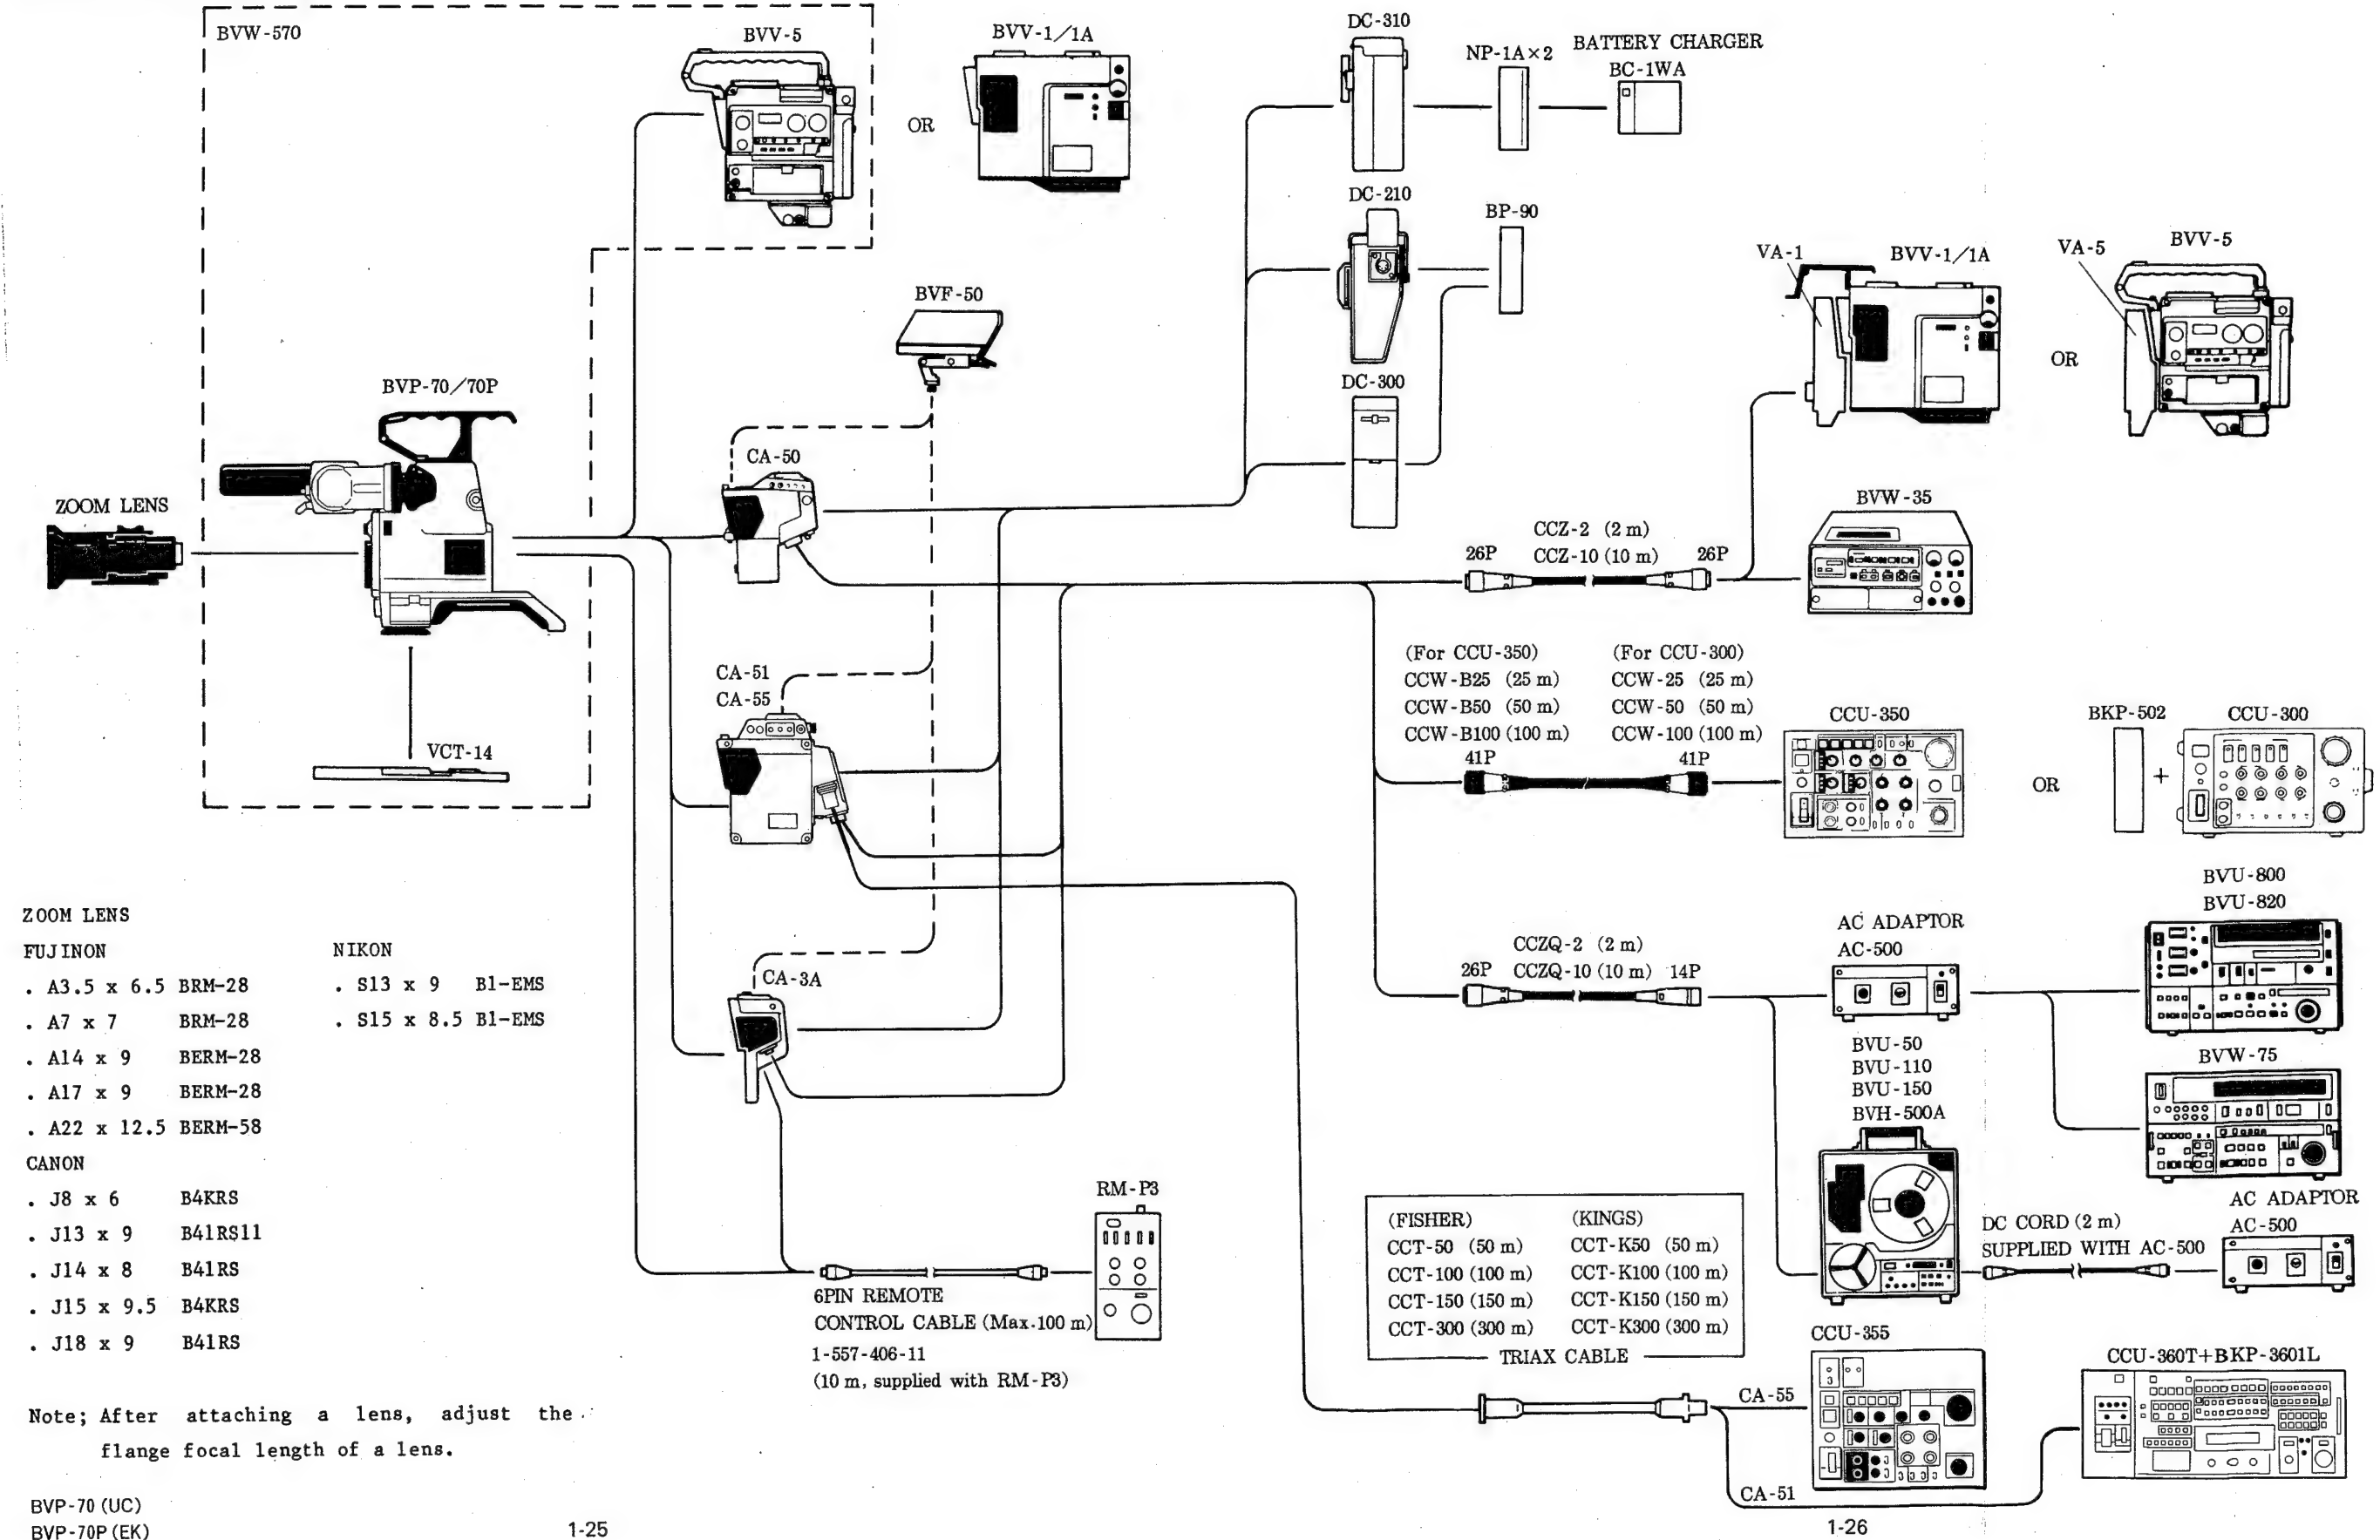 BVW-570
BVV-5
BVV-1/1A
OR
DC-310
NP-1A×2
BATTERY CHARGER
BC-1WA
DC-210
BP-90
DC-300
VA-1
BVV-1/1A
OR
VA-5
BVV-5
BVF-50
BVP-70/70P
ZOOM LENS
VCT-14
CA-50
CA-51
CA-55
CA-3A
26P
CCZ-2 (2 m)
CCZ-10 (10 m)
26P
BVW-35
(For CCU-350)
CCW-B25 (25 m)
CCW-B50 (50 m)
CCW-B100 (100 m)
41P
(For CCU-300)
CCW-25 (25 m)
CCW-50 (50 m)
CCW-100 (100 m)
41P
CCU-350
OR
BKP-502
+
CCU-300
26P
CCZQ-2 (2 m)
CCZQ-10 (10 m)
14P
AC ADAPTOR
AC-500
BVU-800
BVU-820
BVW-75
BVU-50
BVU-110
BVU-150
BVH-500A
DC CORD (2 m)
SUPPLIED WITH AC-500
AC ADAPTOR
AC-500
RM-P3
6PIN REMOTE
CONTROL CABLE (Max.100 m)
1-557-406-11
(10 m, supplied with RM-P3)
(FISHER)
CCT-50 (50 m)
CCT-100 (100 m)
CCT-150 (150 m)
CCT-300 (300 m)
(KINGS)
CCT-K50 (50 m)
CCT-K100 (100 m)
CCT-K150 (150 m)
CCT-K300 (300 m)
TRIAX CABLE
CA-55
CCU-355
CA-51
CCU-360T+BKP-3601L
ZOOM LENS
FUJINON
. A3.5 x 6.5 BRM-28
. A7 x 7 BRM-28
. A14 x 9 BERM-28
. A17 x 9 BERM-28
. A22 x 12.5 BERM-58
CANON
. J8 x 6 B4KRS
. J13 x 9 B41RS11
. J14 x 8 B41RS
. J15 x 9.5 B4KRS
. J18 x 9 B41RS
NIKON
. S13 x 9 B1-EMS
. S15 x 8.5 B1-EMS
Note; After attaching a lens, adjust the
flange focal length of a lens.
BVP-70 (UC)
BVP-70P (EK)
1-25
1-26